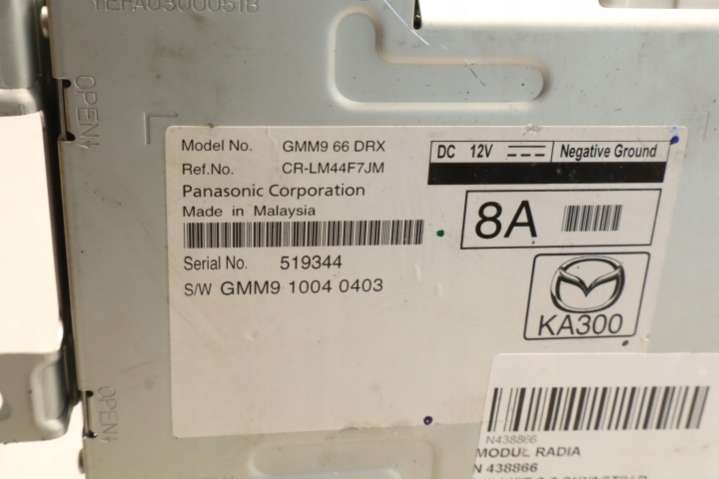 OPEN
Model No. GMM9 66 DRX
Ref.No. CR-LM44F7JM
Panasonic Corporation
Made in Malaysia
Serial No. 519344
S/W GMM9 1004 0403
DC 12V Negative Ground
8A
KA300
OPEN
N438866
MODUL RADIA
N 438866